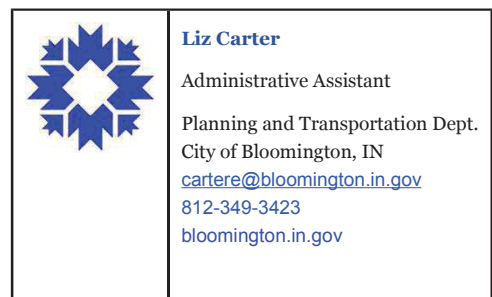 Liz Carter
Administrative Assistant
Planning and Transportation Dept.
City of Bloomington, IN
cartere@bloomington.in.gov
812-349-3423
bloomington.in.gov